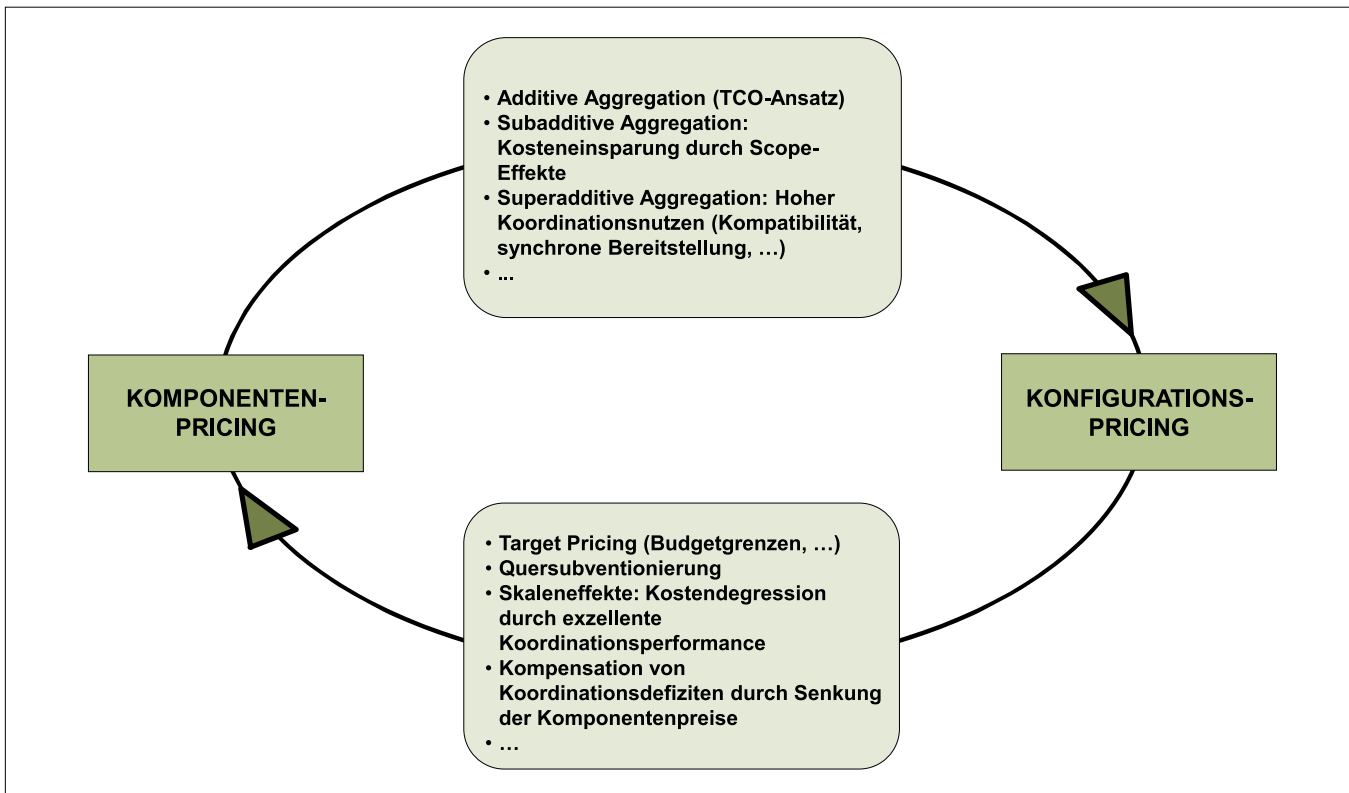 • Additive Aggregation (TCO-Ansatz)
• Subadditive Aggregation:
Kosteneinsparung durch Scope-
Effekte
• Superadditive Aggregation: Hoher
Koordinationsnutzen (Kompatibilität,
synchrone Bereitstellung, …)
• ...
KOMPONENTEN-
PRICING
KONFIGURATIONS-
PRICING
• Target Pricing (Budgetgrenzen, …)
• Quersubventionierung
• Skaleneffekte: Kostendegression
durch exzellente
Koordinationsperformance
• Kompensation von
Koordinationsdefiziten durch Senkung
der Komponentenpreise
• …